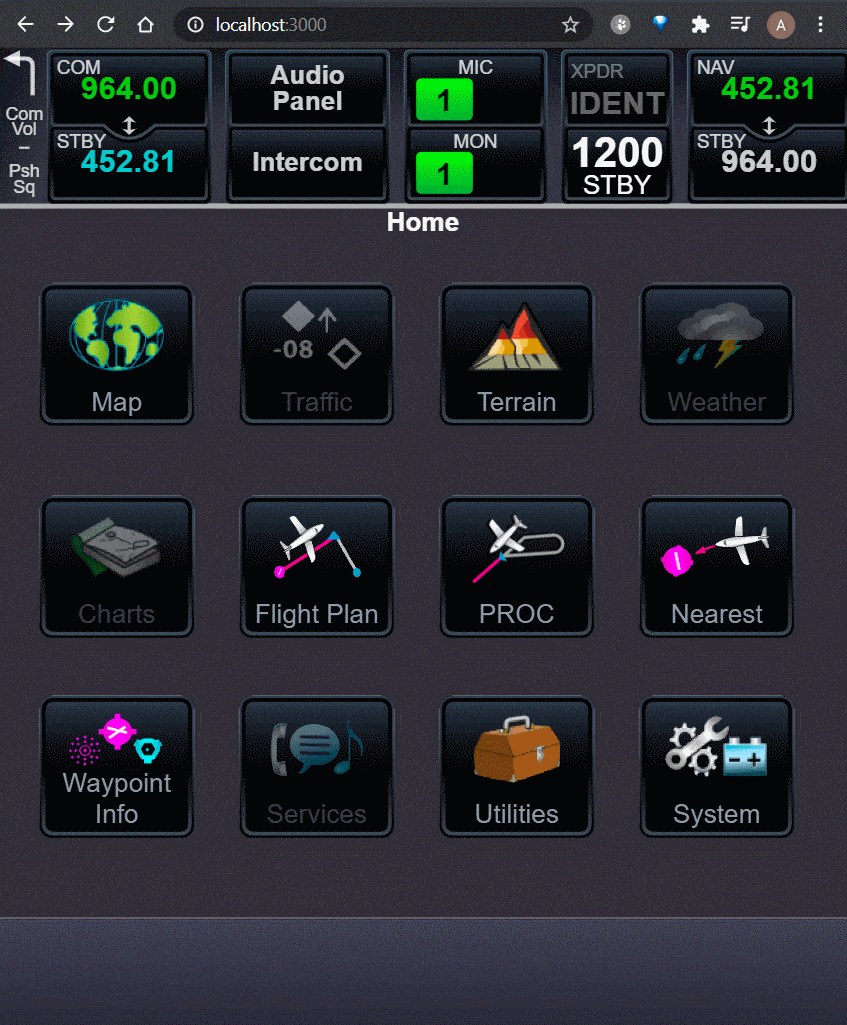 localhost:3000
A
COM
964.00
STBY
452.81
Com
Vol
–
Psh
Sq
Audio
Panel
Intercom
MIC
1
MON
1
XPDR
IDENT
1200
STBY
NAV
452.81
STBY
964.00
Home
Map
-08
Traffic
Terrain
Weather
Charts
Flight Plan
PROC
Nearest
Waypoint
Info
Services
Utilities
- +
System